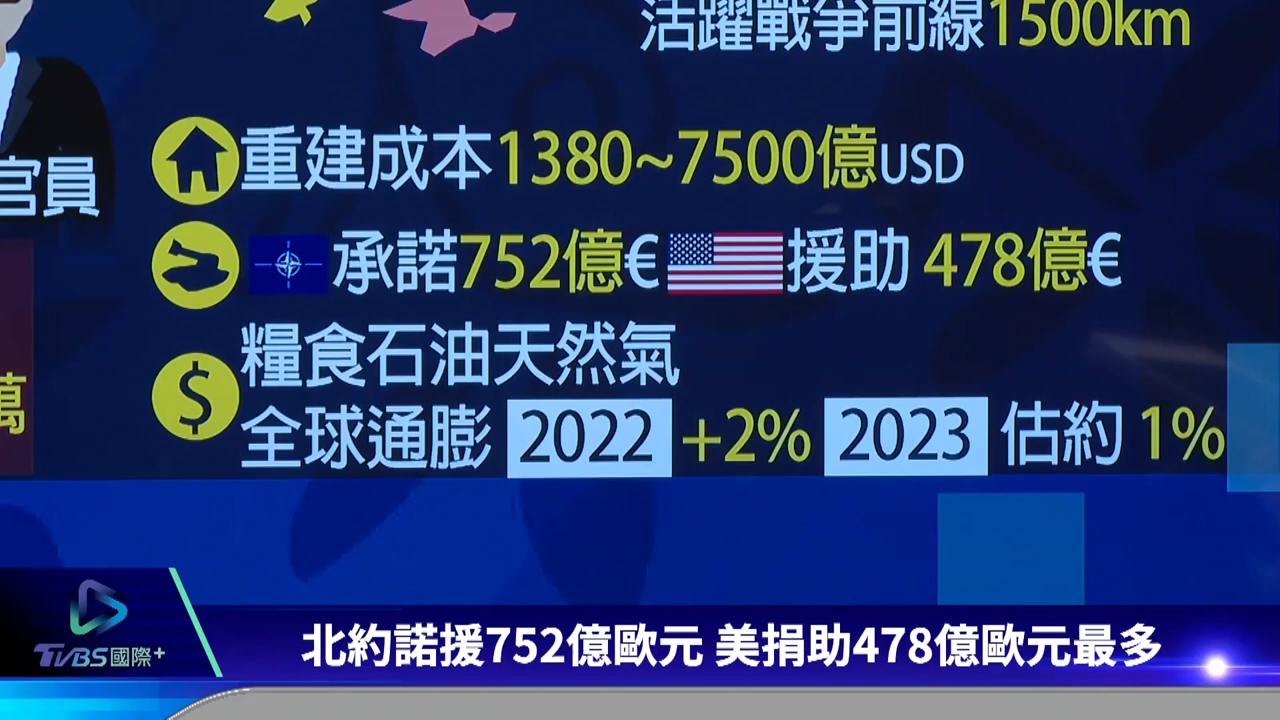 活躍戰爭前線1500km
重建成本1380~7500億USD
官員
承諾752億€ 援助 478億€
糧食石油天然氣
萬
全球通膨 2022 +2% 2023 估約 1%
北約諾援752億歐元 美捐助478億歐元最多
TVBS國際+